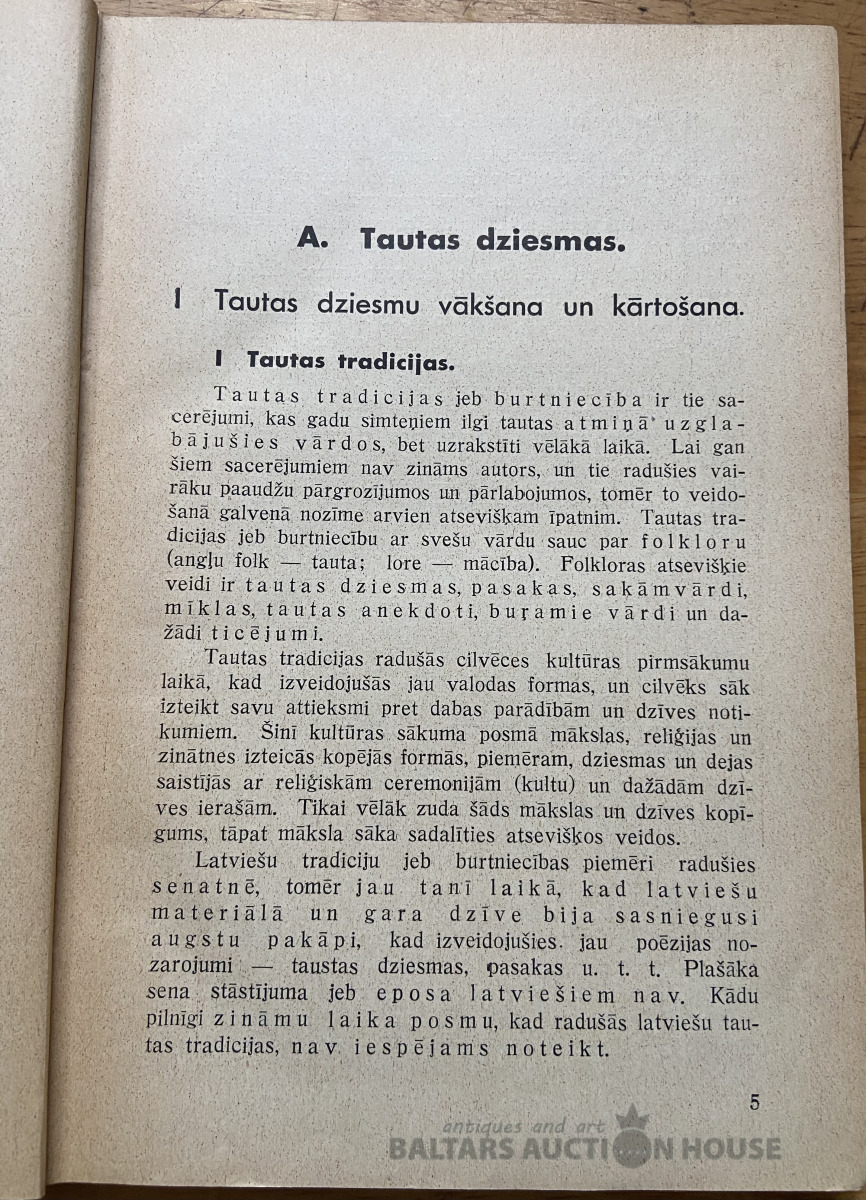 A. Tautas dziesmas.
I Tautas dziesmu vākšana un kārtošana.
I Tautas tradicijas.
Tautas tradicijas jeb burtniecība ir tie sa-
cerējumi, kas gadu simteņiem ilgi tautas atmiņā uzgla-
bājušies vārdos, bet uzrakstīti vēlākā laikā. Lai gan
šiem sacerējumiem nav zināms autors, un tie radušies vai-
rāku paaudžu pārgrozījumos un pārlabojumos, tomēr to veido-
šanā galvenā nozīme arvien atsevišķam īpatnim. Tautas tra-
dicijas jeb burtniecību ar svešu vārdu sauc par folkloru
(angļu folk — tauta; lore — mācība). Folkloras atsevišķie
veidi ir tautas dziesmas, pasakas, sakāmvārdi,
mīklas, tautas anekdoti, buŗamie vārdi un da-
žādi ticējumi.
Tautas tradicijas radušās cilvēces kultūras pirmsākumu
laikā, kad izveidojušās jau valodas formas, un cilvēks sāk
izteikt savu attieksmi pret dabas parādībām un dzīves noti-
kumiem. Šinī kultūras sākuma posmā mākslas, reliģijas un
zinātnes izteicās kopējās formās, piemēram, dziesmas un dejas
saistījās ar reliģiskām ceremonijām (kultu) un dažādām dzī-
ves ierašām. Tikai vēlāk zuda šāds mākslas un dzīves kopī-
gums, tāpat māksla sāka sadalīties atsevišķos veidos.
Latviešu tradiciju jeb burtniecības piemēri radušies
senatnē, tomēr jau tanī laikā, kad latviešu
materiālā un gara dzīve bija sasniegusi
augstu pakāpi, kad izveidojušies jau poēzijas no-
zarojumi — taustas dziesmas, pasakas u. t. t. Plašāka
sena stāstījuma jeb eposa latviešiem nav. Kādu
pilnīgi zināmu laika posmu, kad radušās latviešu tau-
tas tradicijas, nav iespējams noteikt.
5
antiques and art
BALTARS AUCTION HOUSE